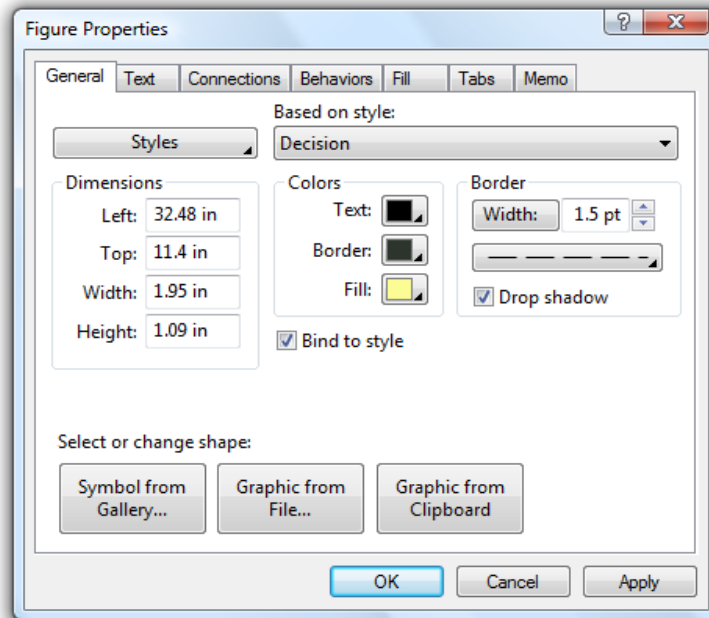 Figure Properties
General Text Connections Behaviors Fill Tabs Memo
Based on style:
Styles Decision
Dimensions Colors Border
Left: 32.48 in Text: Width: 1.5 pt
Top: 11.4 in Border:
Width: 1.95 in Fill: Drop shadow
Height: 1.09 in Bind to style
Select or change shape:
Symbol from Gallery... Graphic from File... Graphic from Clipboard
OK Cancel Apply